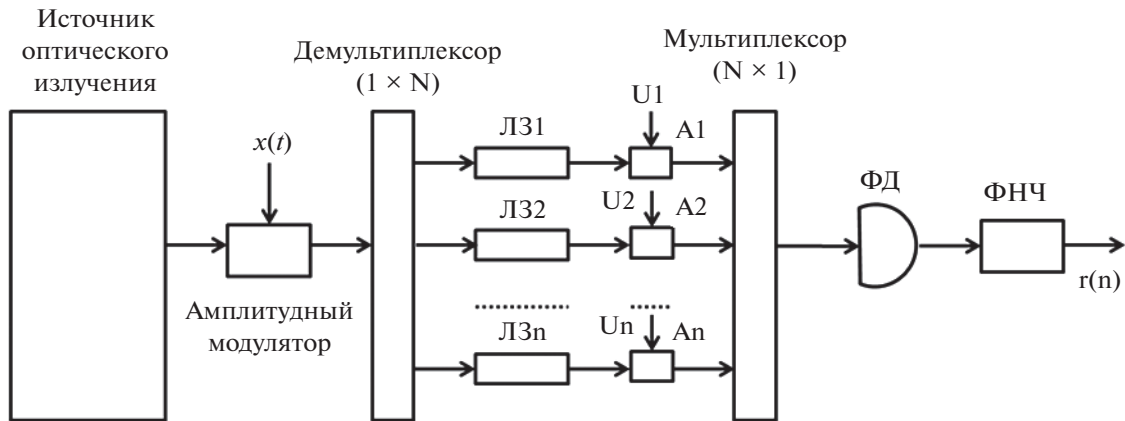 Источник
оптического
излучения
x(t)
Амплитудный
модулятор
Демультиплексор
(1 × N)
ЛЗ1
U1
A1
ЛЗ2
U2
A2
ЛЗn
Un
An
Мультиплексор
(N × 1)
ФД
ФНЧ
r(n)